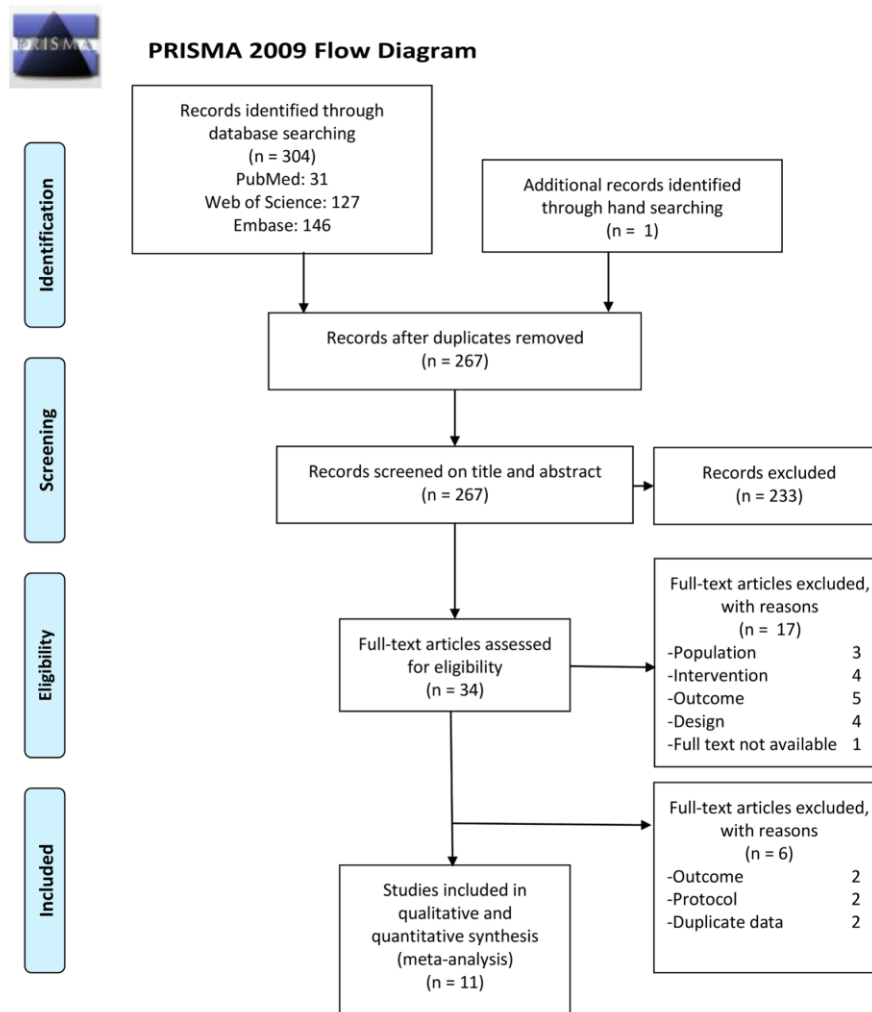 PRISMA
PRISMA 2009 Flow Diagram
Identification
Records identified through
database searching
(n = 304)
PubMed: 31
Web of Science: 127
Embase: 146
Additional records identified
through hand searching
(n = 1)
Records after duplicates removed
(n = 267)
Screening
Records screened on title and abstract
(n = 267)
Records excluded
(n = 233)
Eligibility
Full-text articles assessed
for eligibility
(n = 34)
Full-text articles excluded,
with reasons
(n = 17)
-Population 3
-Intervention 4
-Outcome 5
-Design 4
-Full text not available 1
Included
Full-text articles excluded,
with reasons
(n = 6)
-Outcome 2
-Protocol 2
-Duplicate data 2
Studies included in
qualitative and
quantitative synthesis
(meta-analysis)
(n = 11)